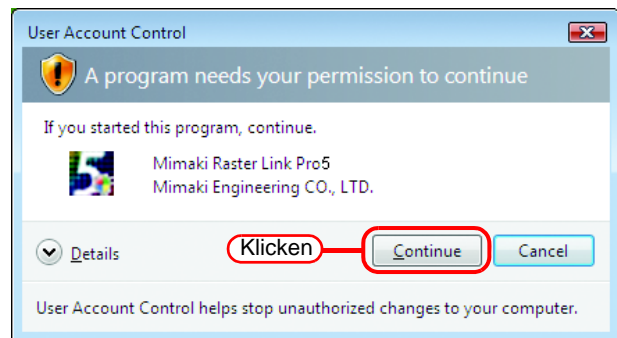 User Account Control
A program needs your permission to continue
If you started this program, continue.
Mimaki Raster Link Pro5
Mimaki Engineering CO., LTD.
Details
Klicken
Continue
Cancel
User Account Control helps stop unauthorized changes to your computer.